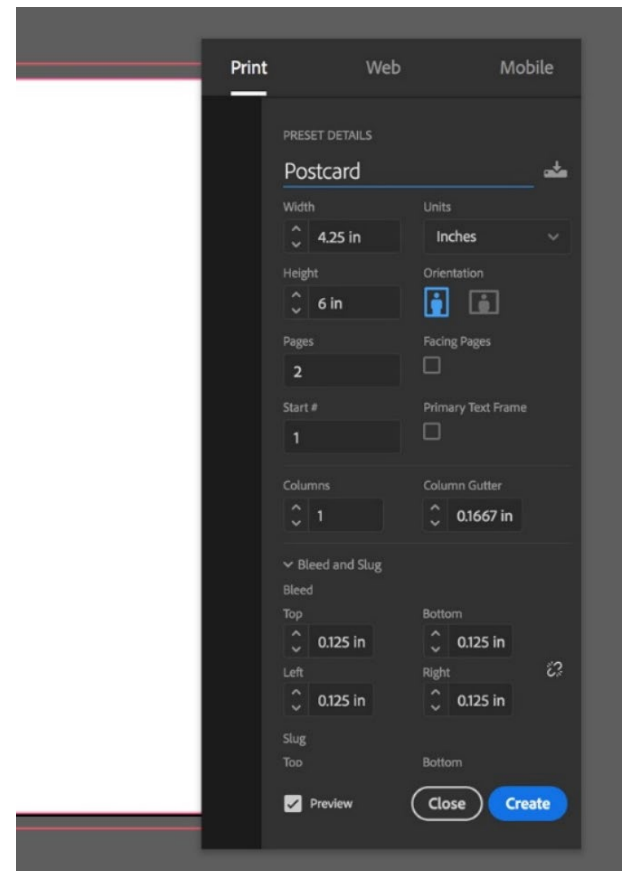 Print Web Mobile
PRESET DETAILS
Postcard
Width Units
4.25 in Inches
Height Orientation
6 in
Pages Facing Pages
2
Start # Primary Text Frame
1
Columns Column Gutter
1 0.1667 in
Bleed and Slug
Bleed
Top Bottom
0.125 in 0.125 in
Left Right
0.125 in 0.125 in
Slug
Top Bottom
Preview Close Create